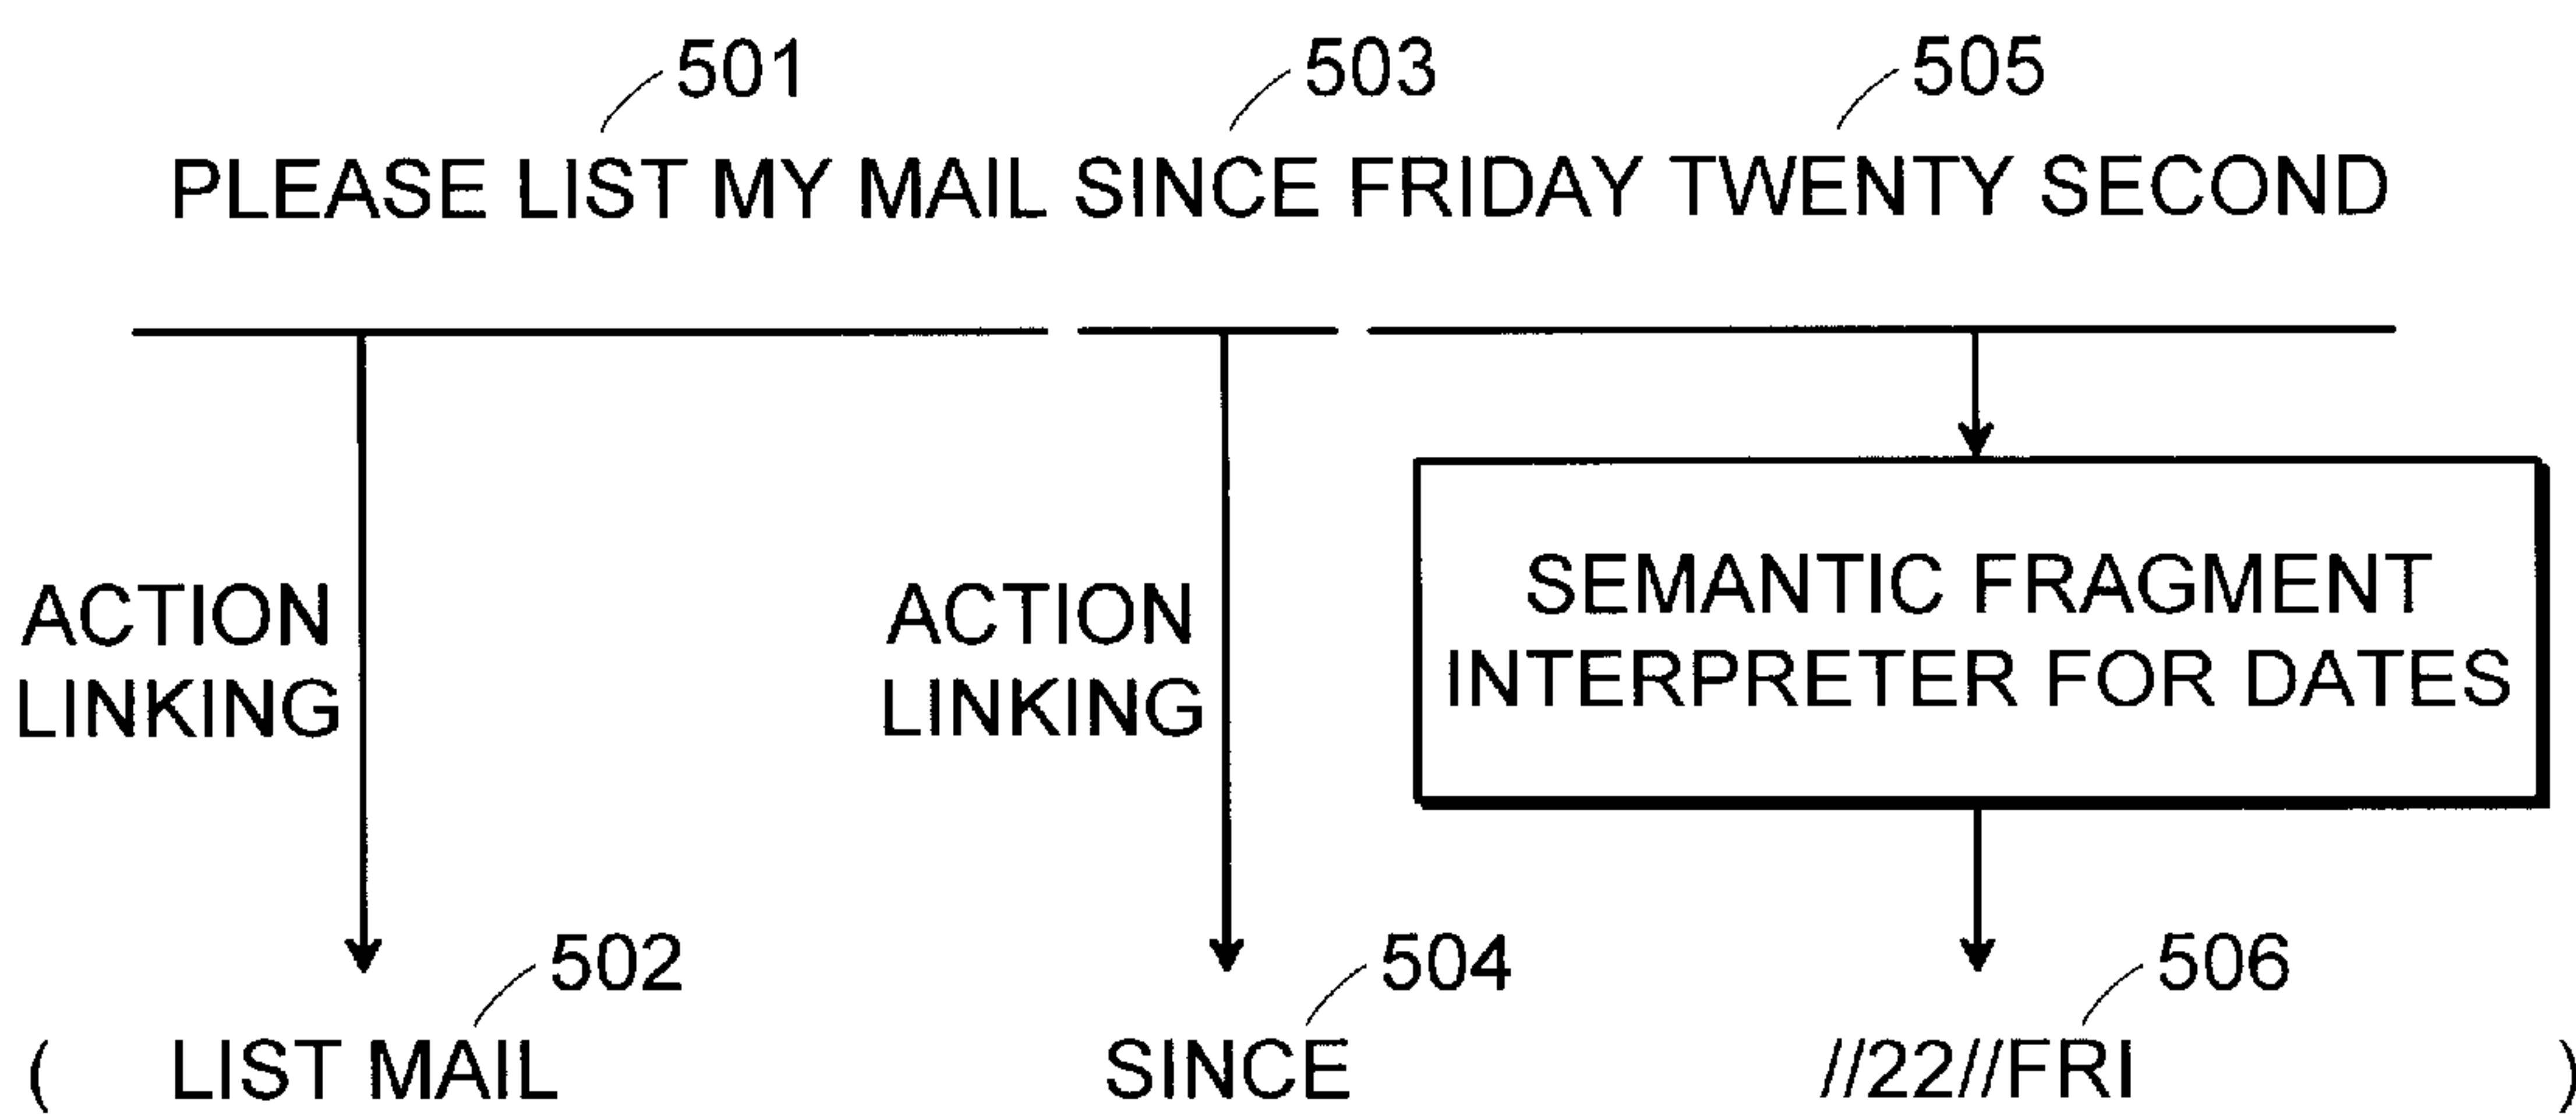 501 503 505
PLEASE LIST MY MAIL SINCE FRIDAY TWENTY SECOND
ACTION
LINKING
ACTION
LINKING
SEMANTIC FRAGMENT
INTERPRETER FOR DATES
502 504 506
( LIST MAIL SINCE //22//FRI )